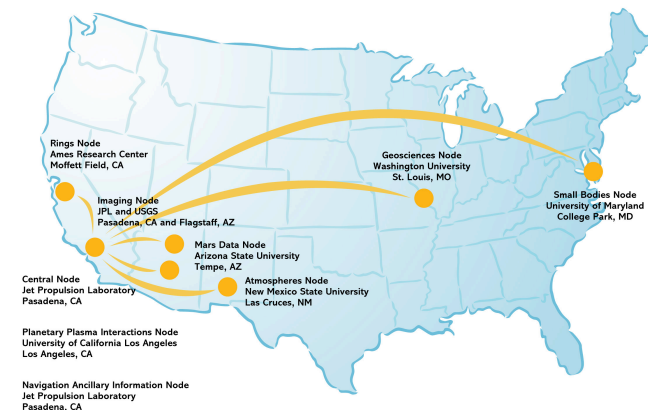 Rings Node
Ames Research Center
Moffett Field, CA
Imaging Node
JPL and USGS
Pasadena, CA and Flagstaff, AZ
Geosciences Node
Washington University
St. Louis, MO
Small Bodies Node
University of Maryland
College Park, MD
Mars Data Node
Arizona State University
Tempe, AZ
Central Node
Jet Propulsion Laboratory
Pasadena, CA
Atmospheres Node
New Mexico State University
Las Cruces, NM
Planetary Plasma Interactions Node
University of California Los Angeles
Los Angeles, CA
Navigation Ancillary Information Node
Jet Propulsion Laboratory
Pasadena, CA